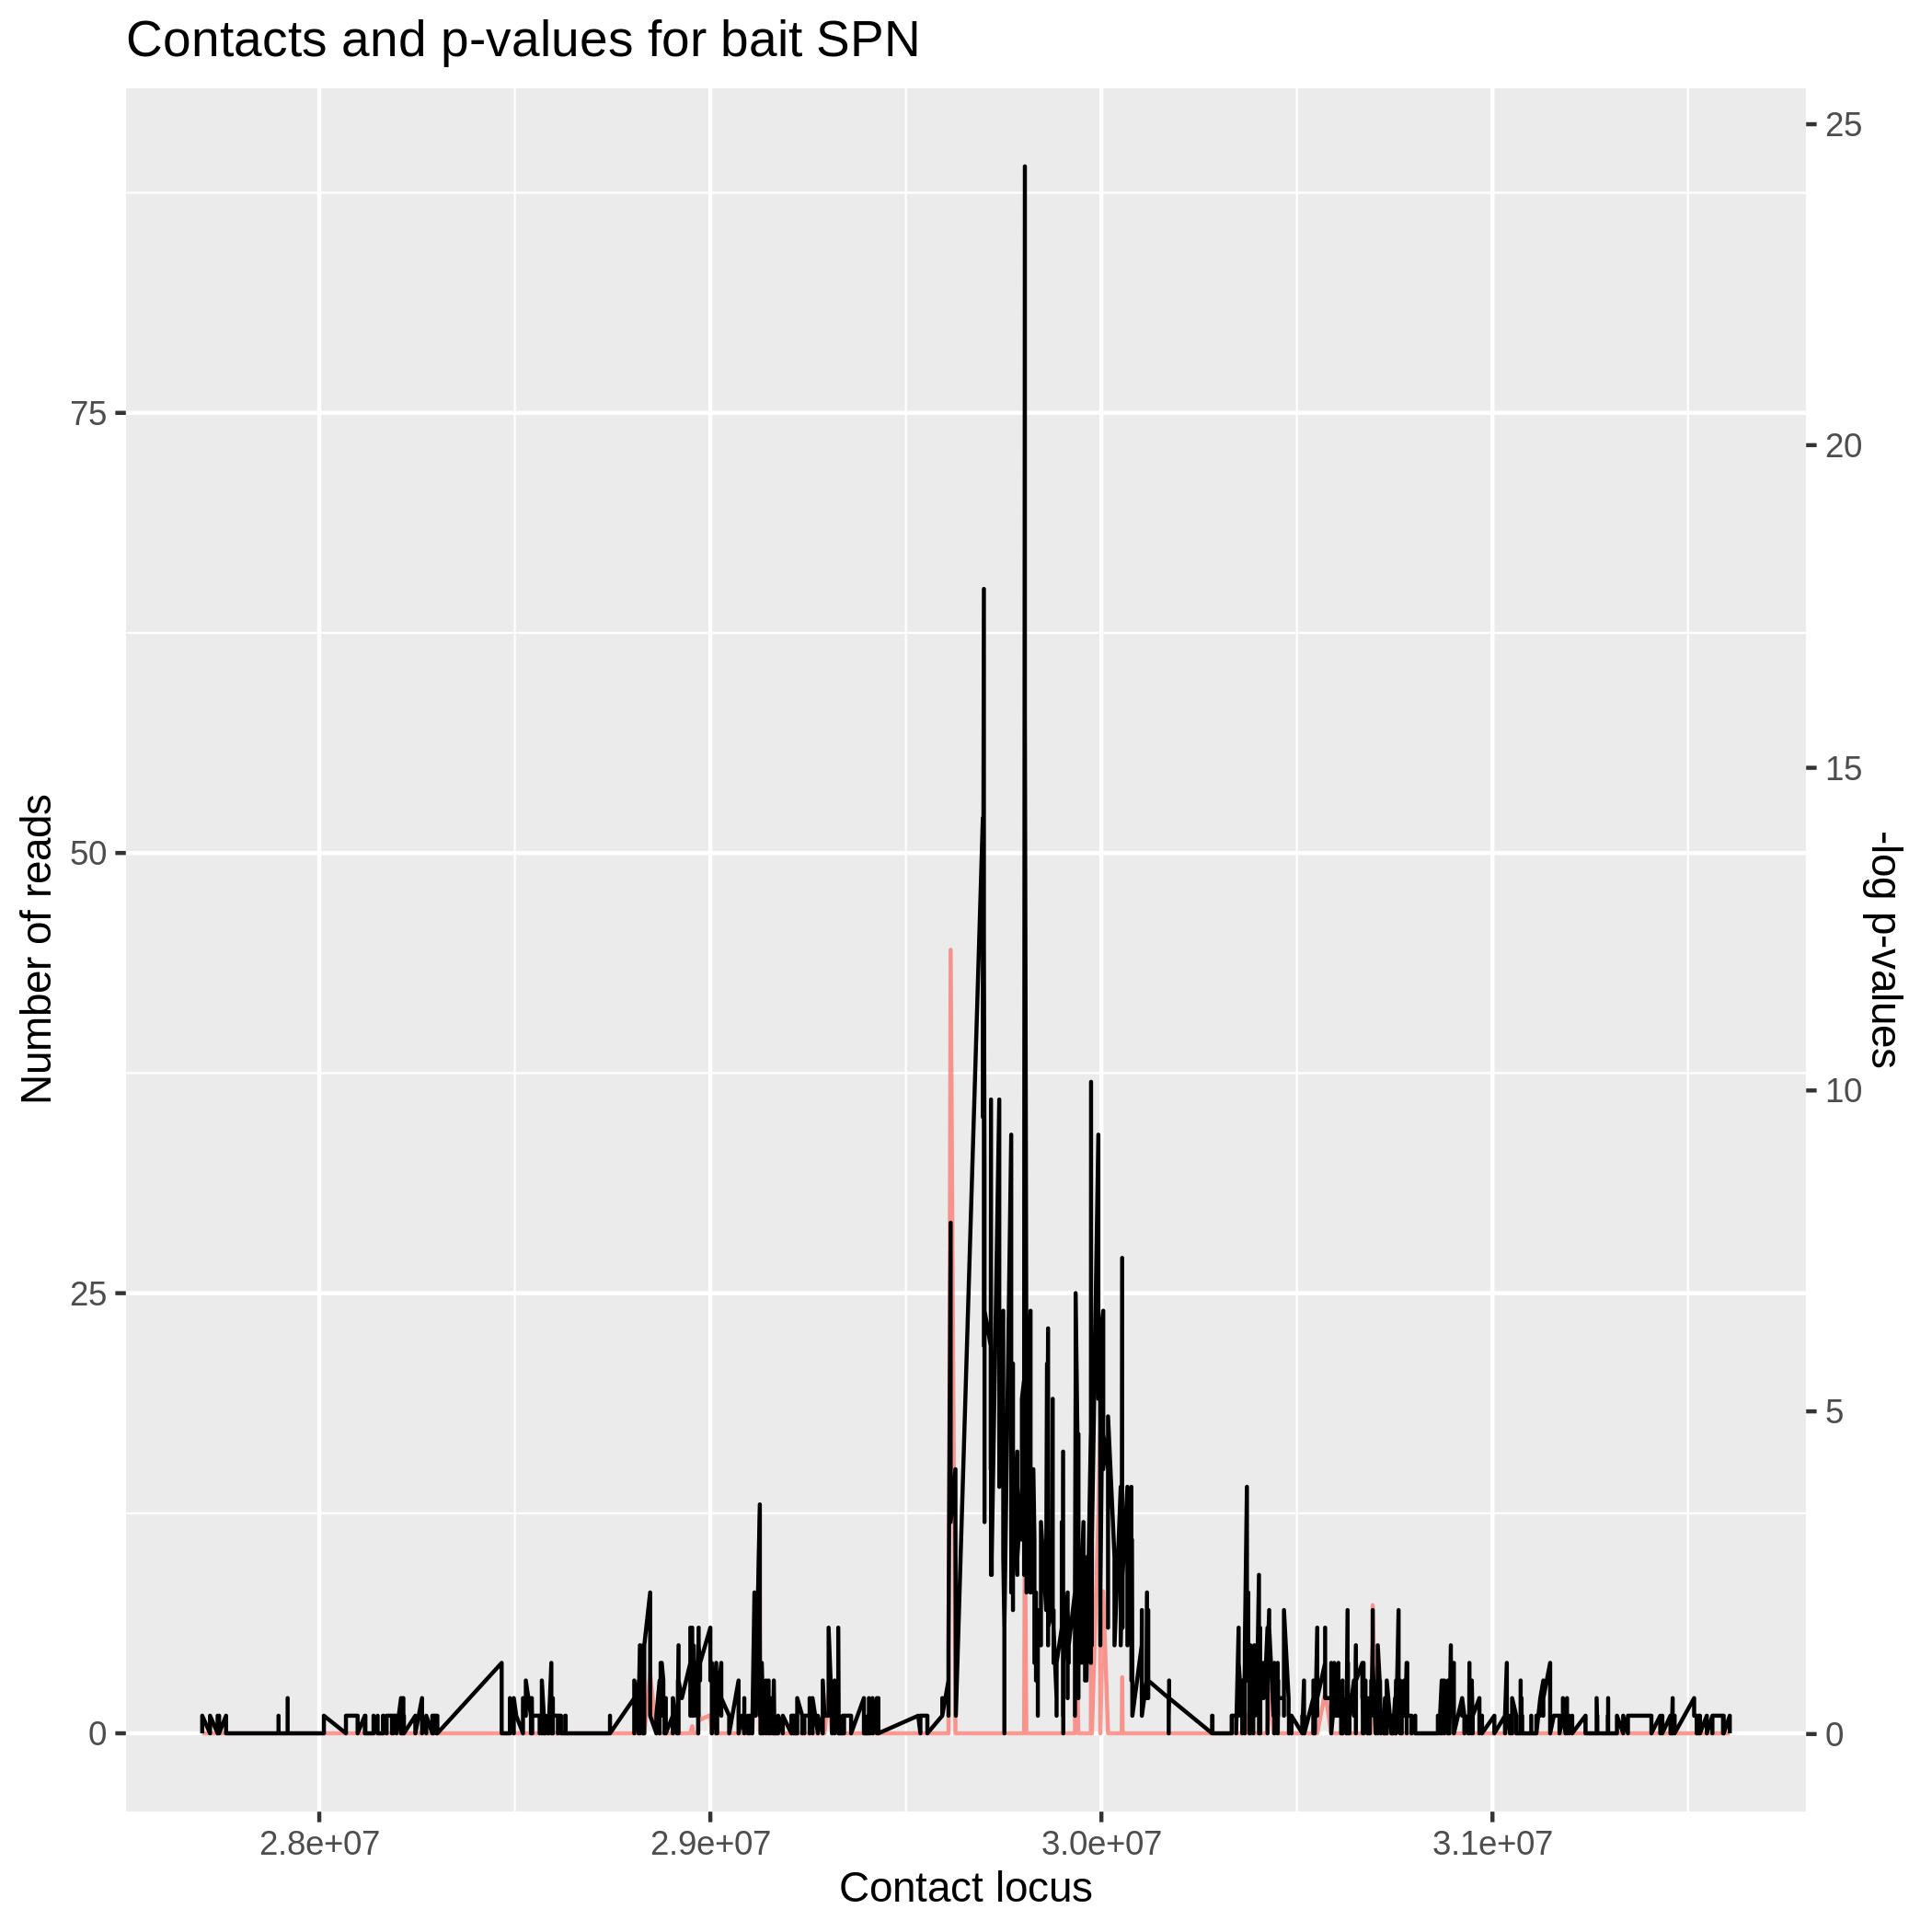 Contacts and p-values for bait SPN
Number of reads
75
50
25
0
25
20
15
10
5
0
-log p-values
2.8e+07
2.9e+07
3.0e+07
3.1e+07
Contact locus